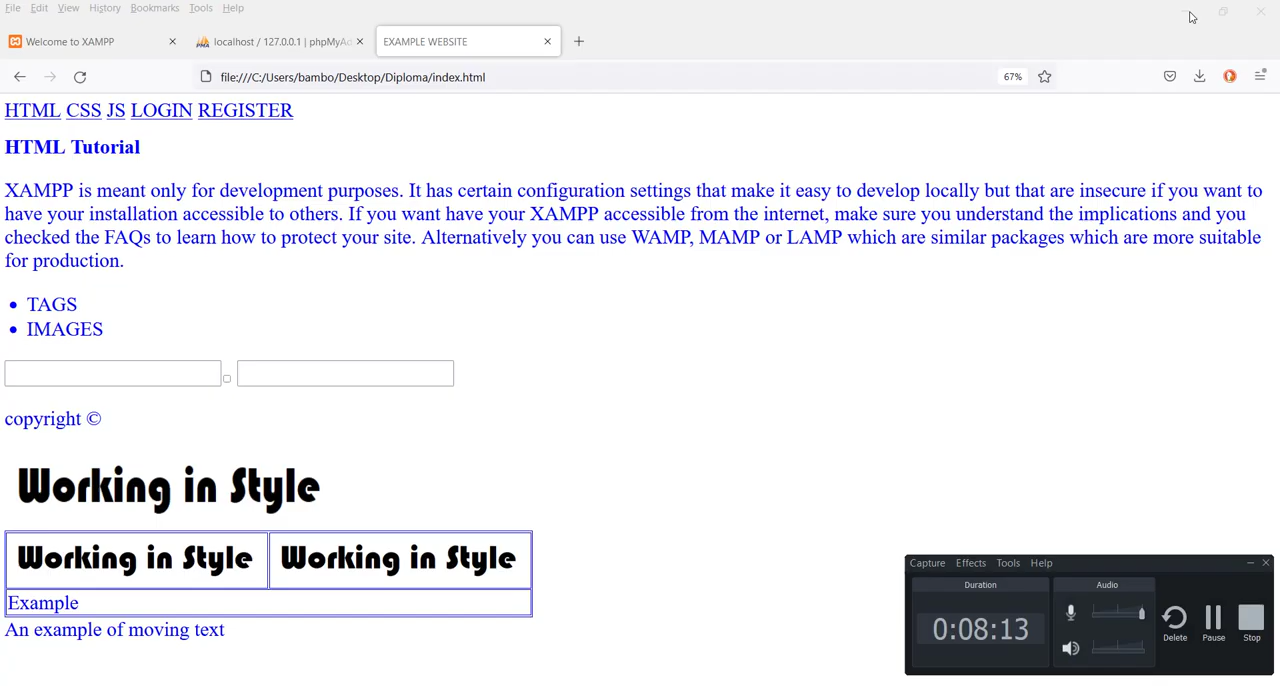 File Edit View History Bookmarks Tools Help
Welcome to XAMPP
localhost / 127.0.0.1 | phpMyAd
EXAMPLE WEBSITE
file:///C:/Users/bambo/Desktop/Diploma/index.html
67%
HTML CSS JS LOGIN REGISTER
HTML Tutorial
XAMPP is meant only for development purposes. It has certain configuration settings that make it easy to develop locally but that are insecure if you want to
have your installation accessible to others. If you want have your XAMPP accessible from the internet, make sure you understand the implications and you
checked the FAQs to learn how to protect your site. Alternatively you can use WAMP, MAMP or LAMP which are similar packages which are more suitable
for production.
TAGS
IMAGES
copyright ©
Working in Style
Working in Style Working in Style
Example
An example of moving text
Capture Effects Tools Help
Duration
Audio
0:08:13
Delete
Pause
Stop